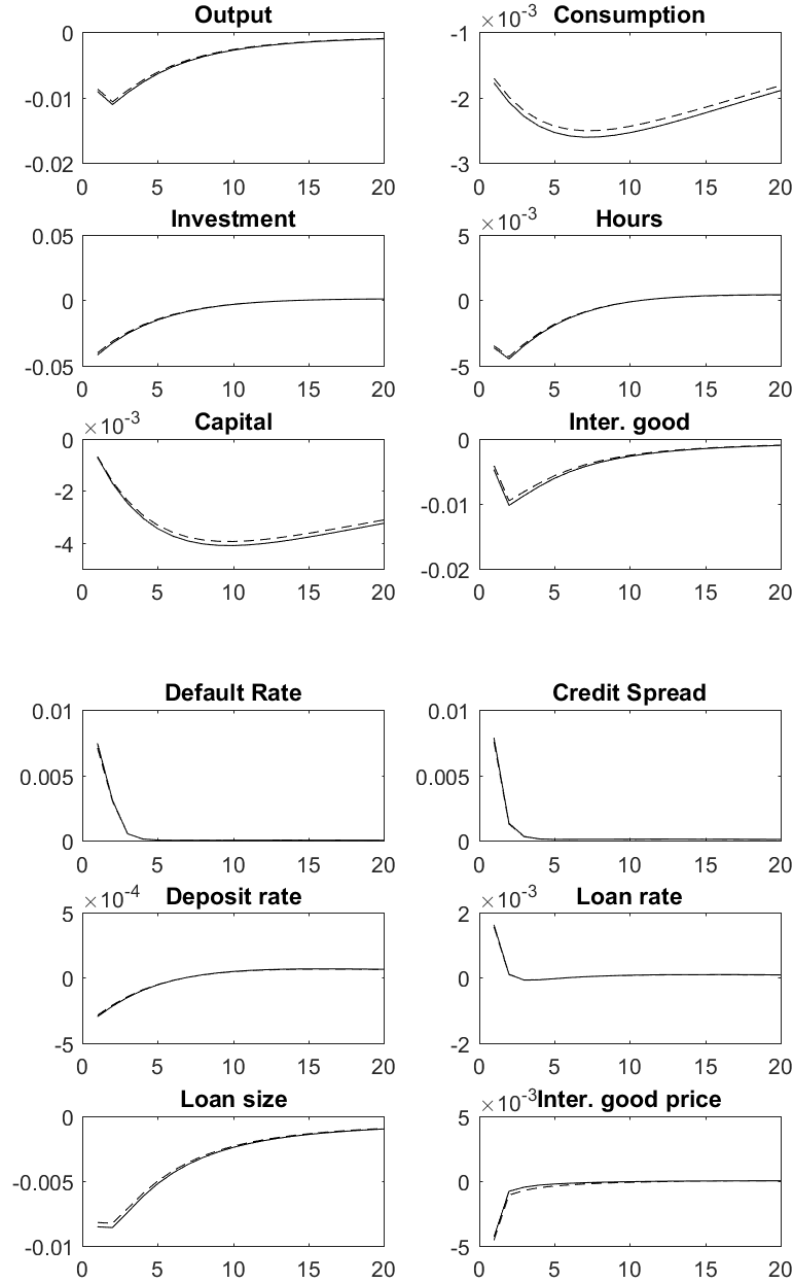 Output
0
-0.01
-0.02
0 5 10 15 20
Consumption
×10-3
-1
-2
-3
0 5 10 15 20
Investment
0.05
0
-0.05
0 5 10 15 20
Hours
×10-3
5
0
-5
0 5 10 15 20
Capital
×10-3
0
-2
-4
0 5 10 15 20
Inter. good
0
-0.01
-0.02
0 5 10 15 20
Default Rate
0.01
0.005
0
0 5 10 15 20
Credit Spread
0.01
0.005
0
0 5 10 15 20
Deposit rate
×10-4
5
0
-5
0 5 10 15 20
Loan rate
×10-3
2
0
-2
0 5 10 15 20
Loan size
0
-0.005
-0.01
0 5 10 15 20
×10-3Inter. good price
5
0
-5
0 5 10 15 20